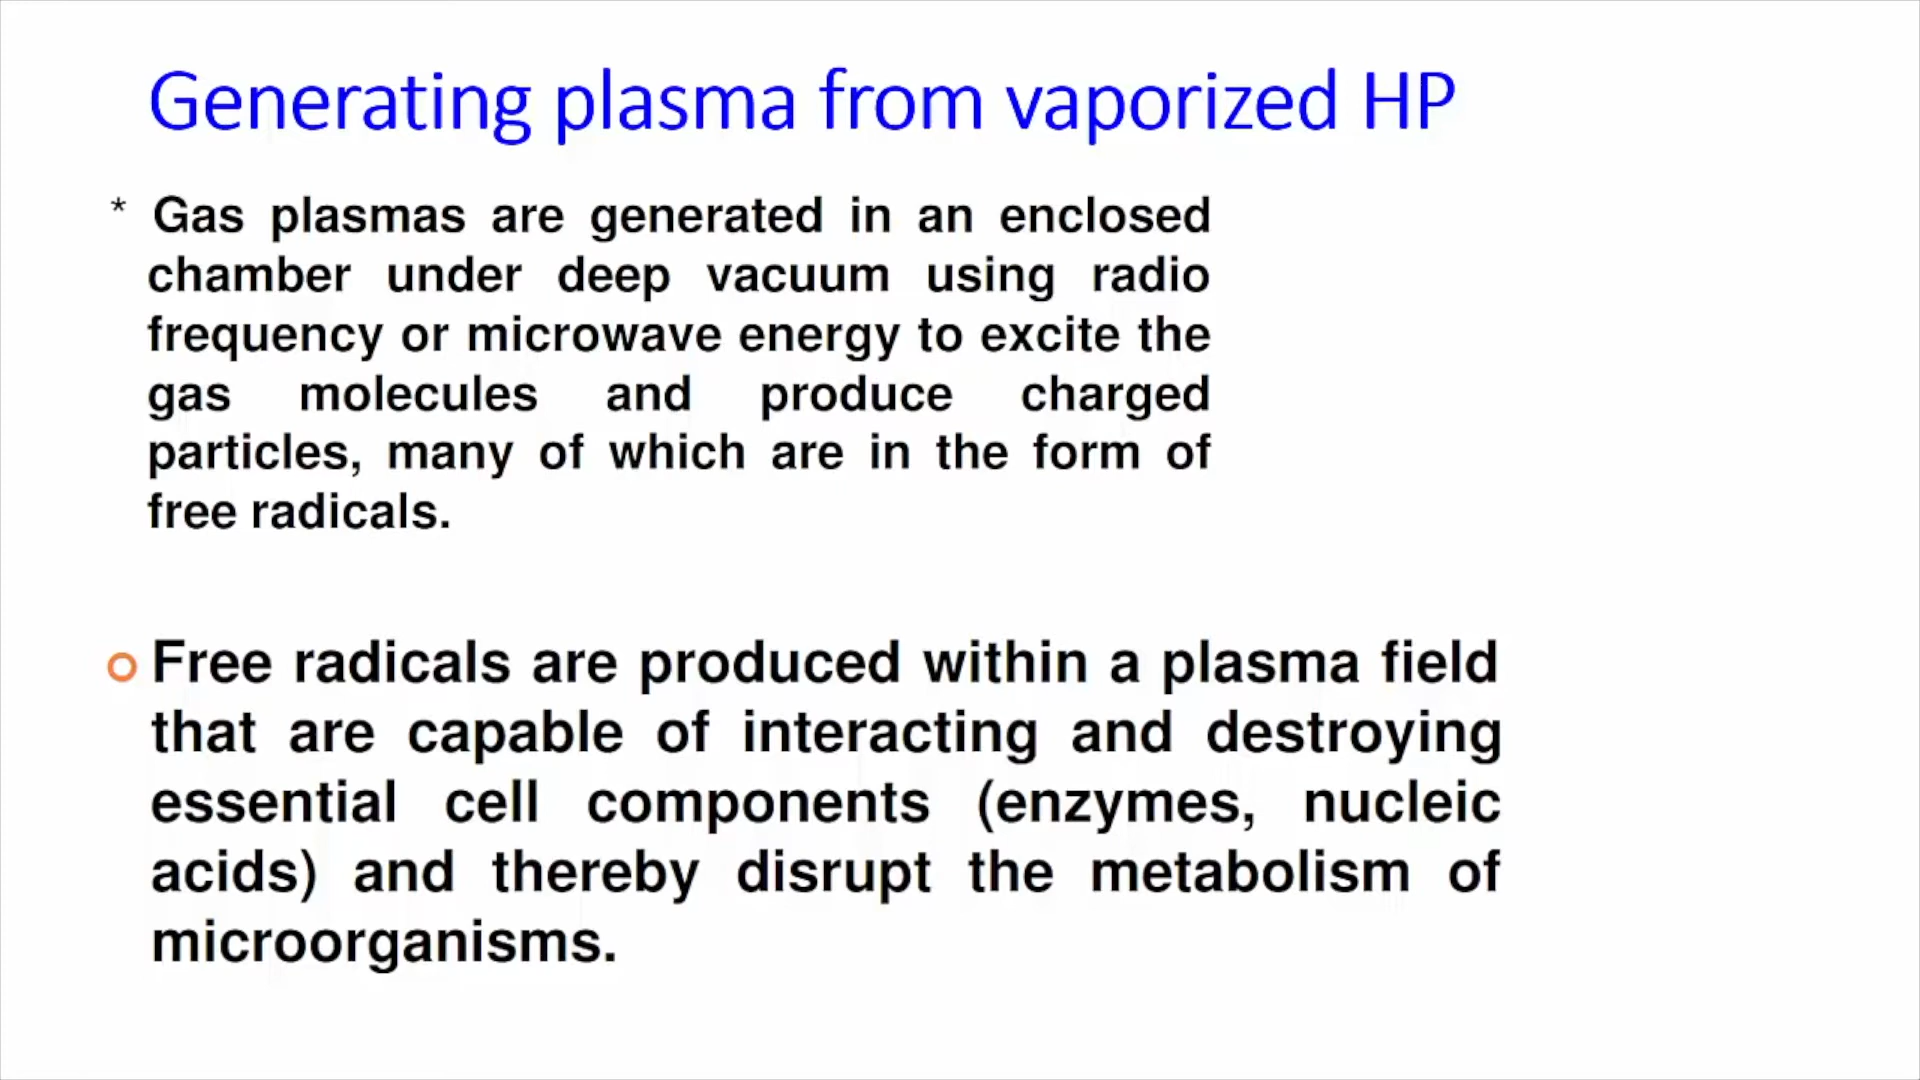 Generating plasma from vaporized HP
* Gas plasmas are generated in an enclosed
chamber under deep vacuum using radio
frequency or microwave energy to excite the
gas molecules and produce charged
particles, many of which are in the form of
free radicals.
Free radicals are produced within a plasma field
that are capable of interacting and destroying
essential cell components (enzymes, nucleic
acids) and thereby disrupt the metabolism of
microorganisms.